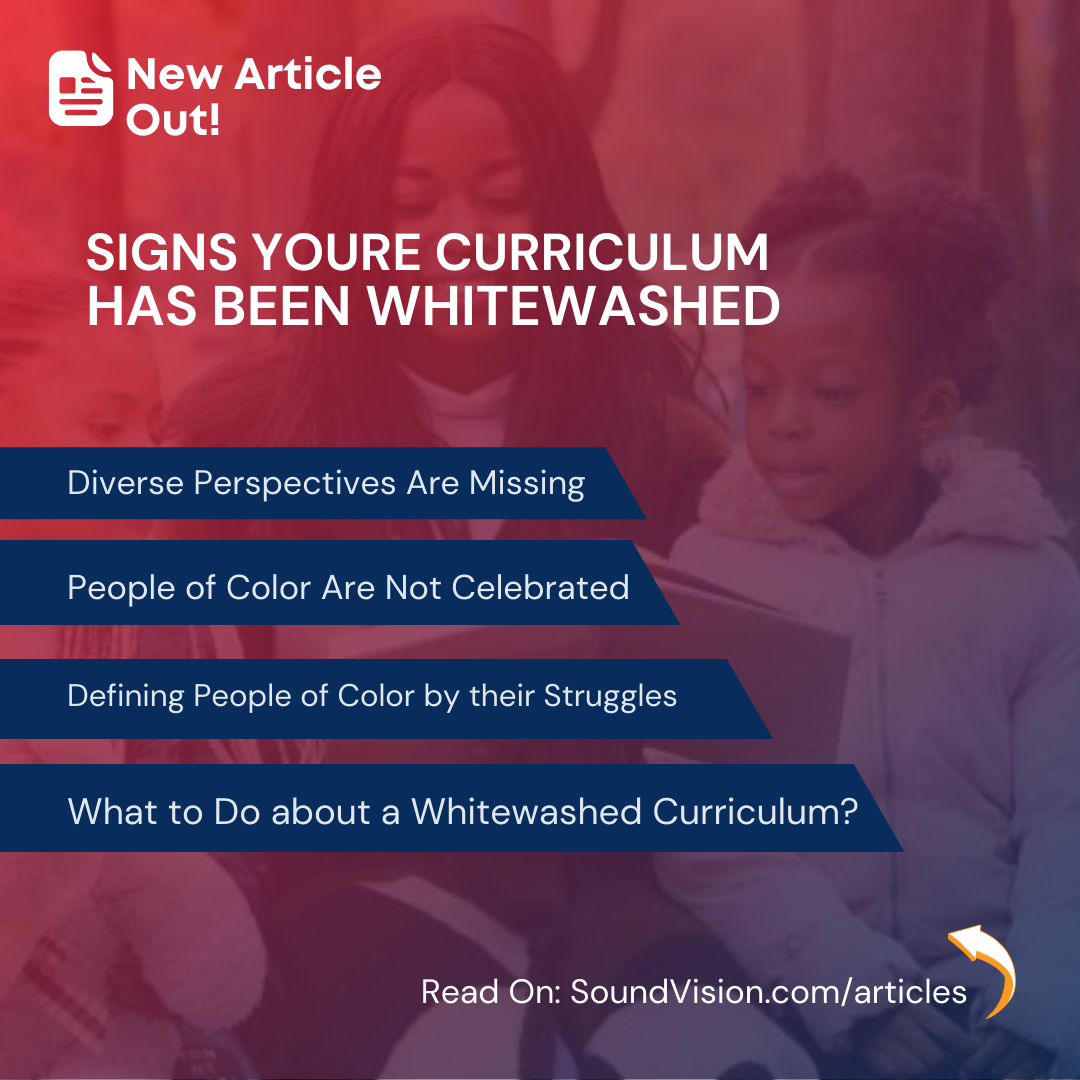 New Article
Out!
SIGNS YOURE CURRICULUM
HAS BEEN WHITEWASHED
Diverse Perspectives Are Missing
People of Color Are Not Celebrated
Defining People of Color by their Struggles
What to Do about a Whitewashed Curriculum?
Read On: SoundVision.com/articles